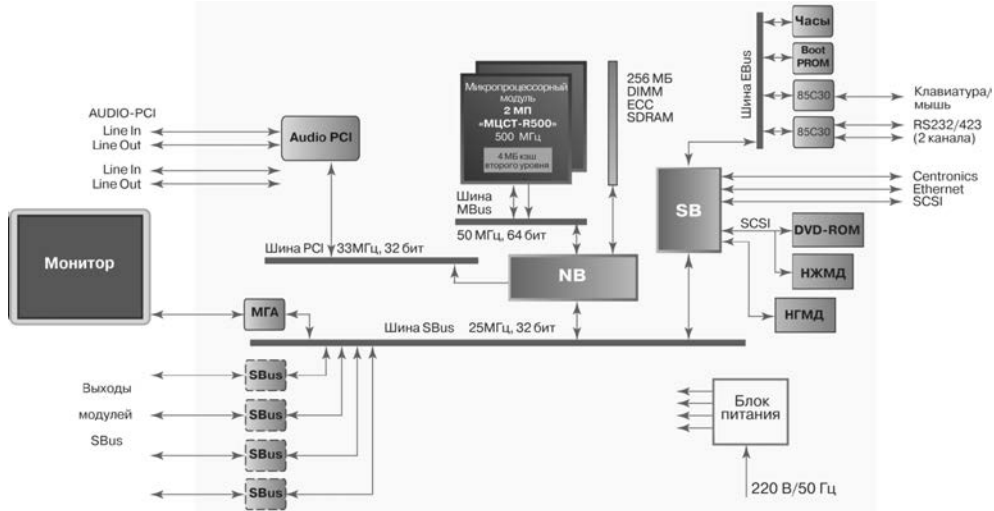 Часы
Boot
PROM
Шина EBus
85C30
85C30
Клавиатура/
мышь
RS232/423
(2 канала)
Микропроцессорный
модуль
2 МП
«МЦСТ-R500»
500 МГц
4 МБ кэш
второго уровня
256 МБ
DIMM
ECC
SDRAM
AUDIO-PCI
Line In
Line Out
Line In
Line Out
Audio PCI
Шина
MBus
50 МГц, 64 бит
SB
Centronics
Ethernet
SCSI
SCSI
DVD-ROM
НЖМД
НГМД
Монитор
Шина PCI 33МГц, 32 бит
NB
МГА
Шина SBus 25МГц, 32 бит
Выходы
модулей
SBus
SBus
SBus
SBus
SBus
Блок
питания
220 В/50 Гц